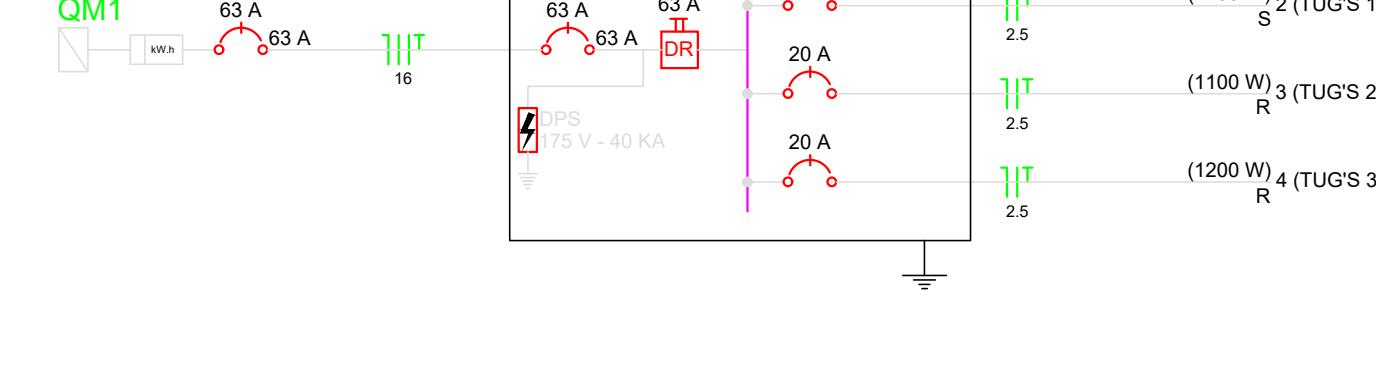 QM1
63 A
63 A
kW.h
16
63 A
63 A
63 A
DR
DPS
175 V - 40 KA
2.5
2 (TUG'S 1
S
20 A
2.5
(1100 W)
3 (TUG'S 2
R
20 A
2.5
(1200 W)
4 (TUG'S 3
R